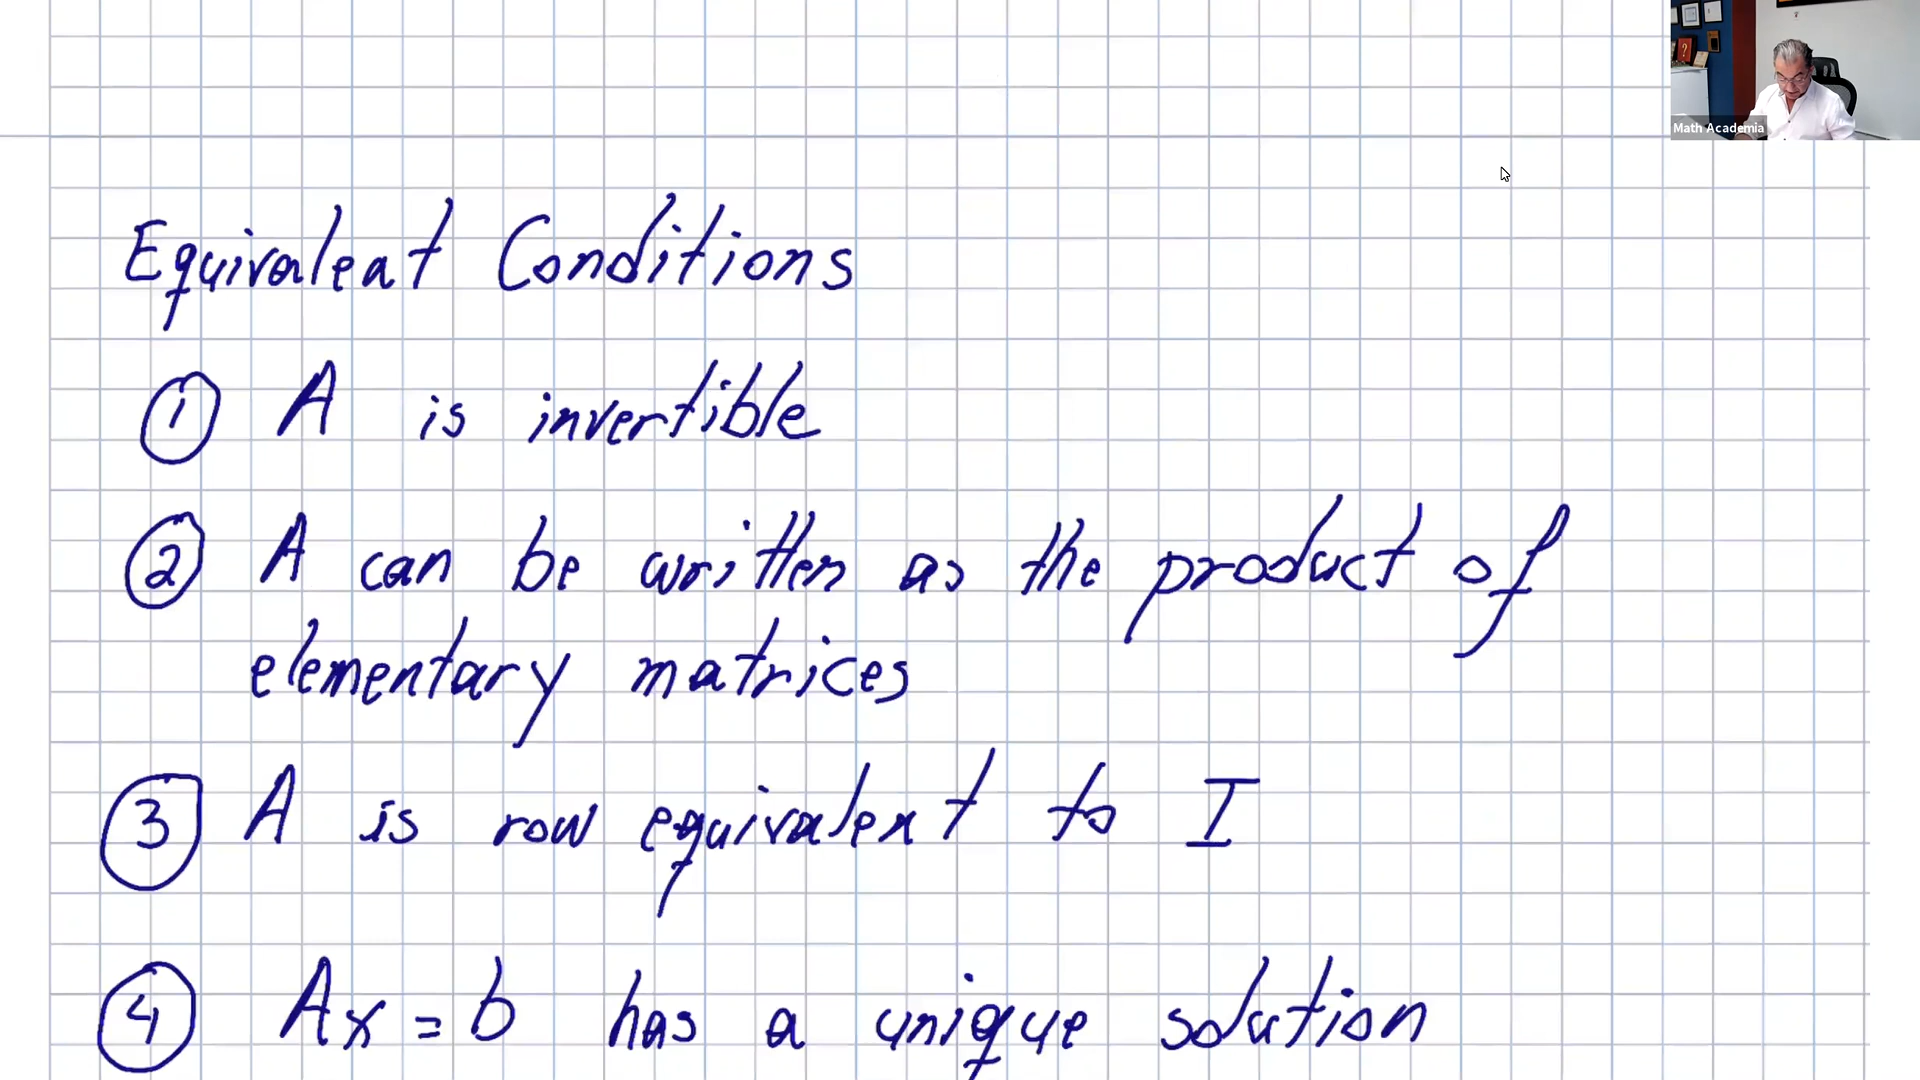 Math Academia
Equivalent Conditions
① A is invertible
② A can be written as the product of
elementary matrices
③ A is row equivalent to I
④ Ax = b has a unique solution